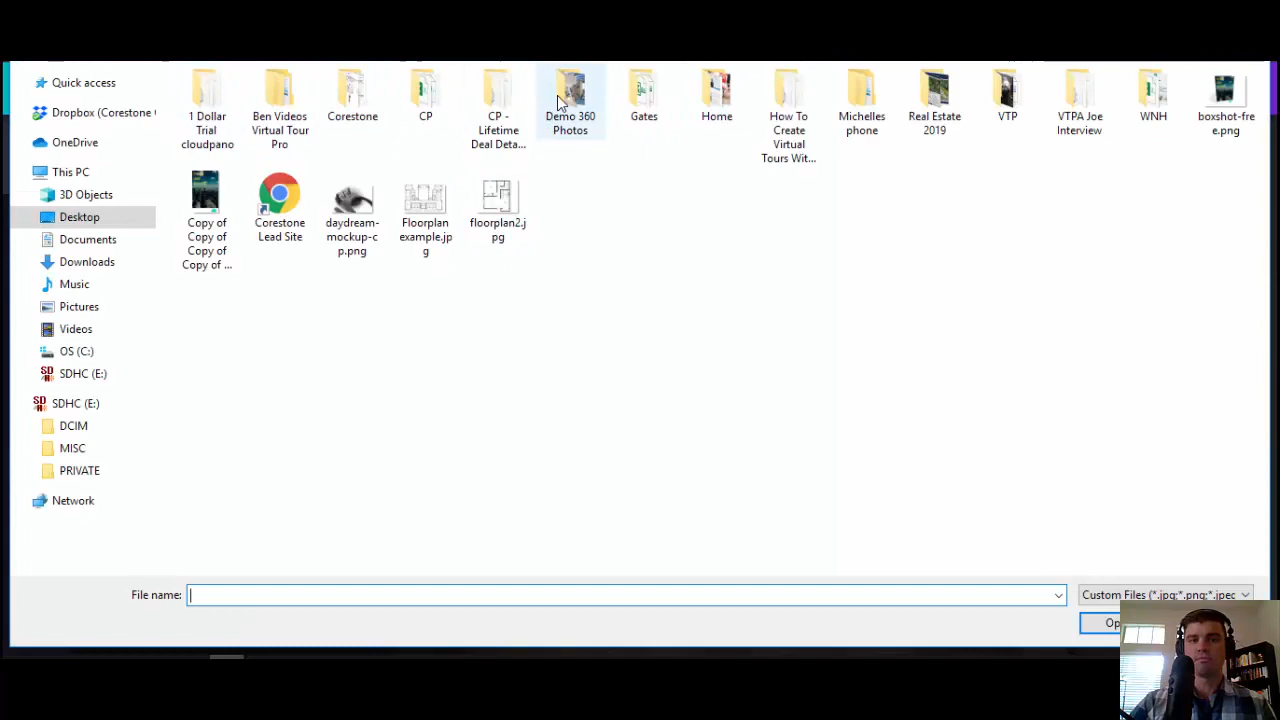 Quick access
Dropbox (Corestone
OneDrive
This PC
3D Objects
Desktop
Documents
Downloads
Music
Pictures
Videos
OS (C:)
SDHC (E:)
SDHC (E:)
DCIM
MISC
PRIVATE
Network
1 Dollar
Trial
cloudpano
Ben Videos
Virtual Tour
Pro
Corestone
CP
CP -
Lifetime
Deal Deta...
Demo 360
Photos
Gates
Home
How To
Create
Virtual
Tours Wit...
Michelles
phone
Real Estate
2019
VTP
VTPA Joe
Interview
WNH
boxshot-fre
e.png
Copy of
Copy of
Copy of
Copy of ...
Corestone
Lead Site
daydream-
mockup-c
p.png
Floorplan
example.jp
g
floorplan2.j
pg
File name:
Custom Files (*.jpg;*.png;*.jpec
Op